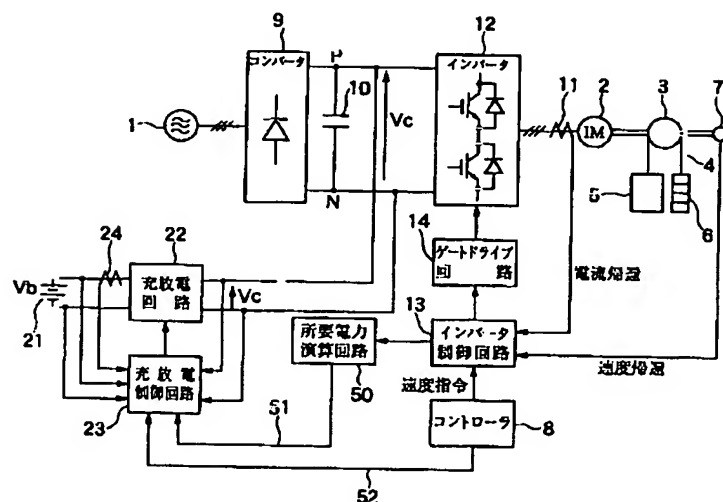 9
コンバータ
P
10
Vc
N
12
インバータ
11
2
IM
3
7
4
5
6
1
14
ゲートドライブ
回路
電流帰還
13
インバータ
制御回路
速度帰還
速度指令
コントローラ
8
22
24
充放電
回路
Vb
21
Vc
充放電
制御回路
23
所要電力
演算回路
50
51
52